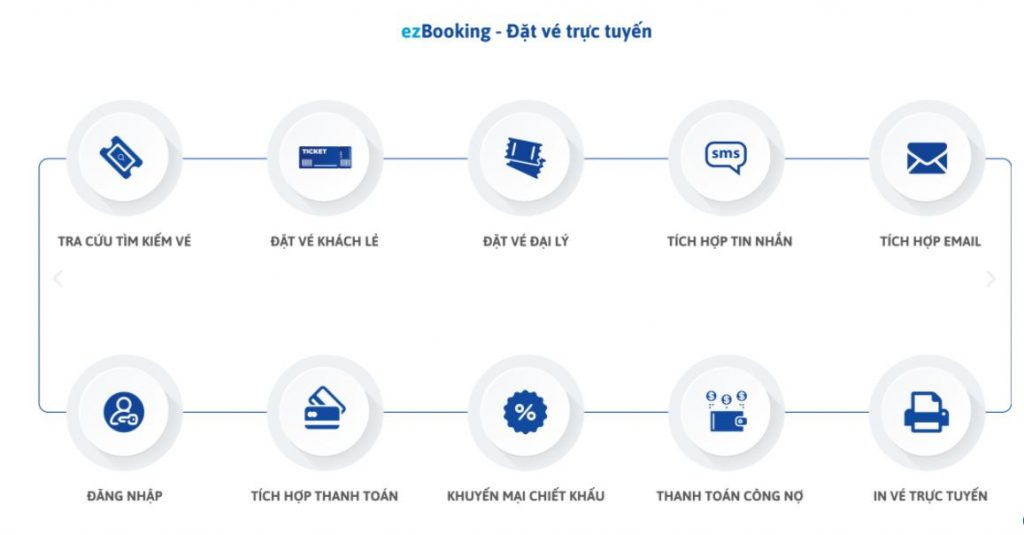 ezBooking - Đặt vé trực tuyến
TICKET
sms
TRA CỨU TÌM KIẾM VÉ
ĐẶT VÉ KHÁCH LẺ
ĐẶT VÉ ĐẠI LÝ
TÍCH HỢP TIN NHẮN
TÍCH HỢP EMAIL
%
ĐĂNG NHẬP
TÍCH HỢP THANH TOÁN
KHUYẾN MẠI CHIẾT KHẤU
THANH TOÁN CÔNG NỢ
IN VÉ TRỰC TUYẾN